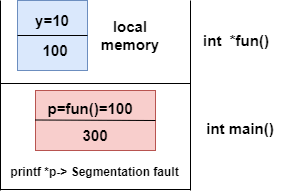 y=10
100
local
memory
int *fun()
p=fun()=100
300
int main()
printf *p-> Segmentation fault